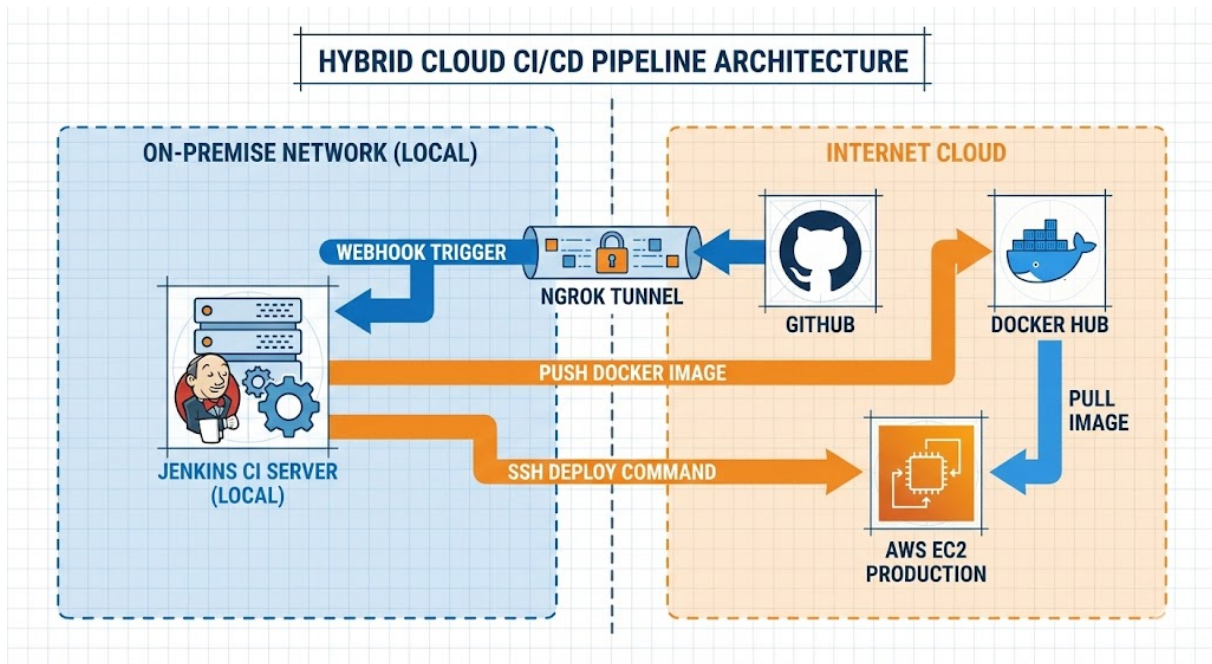 HYBRID CLOUD CI/CD PIPELINE ARCHITECTURE
ON-PREMISE NETWORK (LOCAL)
INTERNET CLOUD
WEBHOOK TRIGGER
NGROK TUNNEL
GITHUB
DOCKER HUB
PUSH DOCKER IMAGE
PULL
IMAGE
JENKINS CI SERVER
(LOCAL)
SSH DEPLOY COMMAND
AWS EC2
PRODUCTION